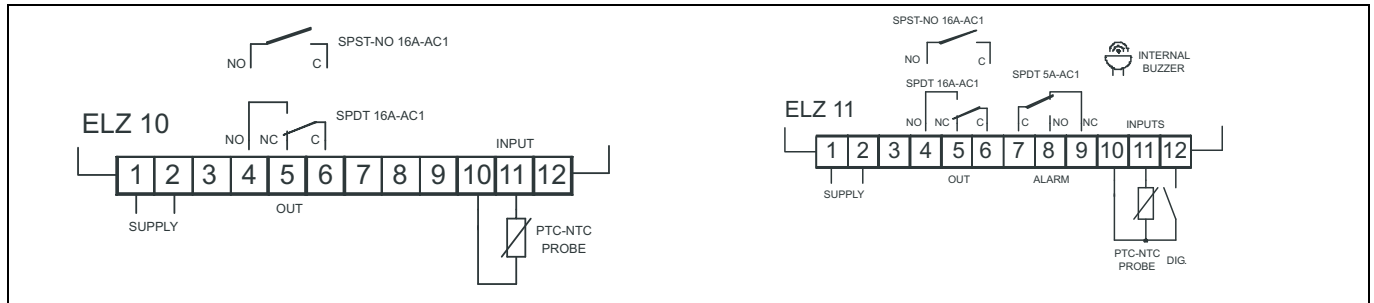 SPST-NO 16A-AC1
NO C
SPDT 16A-AC1
ELZ 10
NO NC C
INPUT
1 2 3 4 5 6 7 8 9 10 11 12
SUPPLY
OUT
PTC-NTC
PROBE
SPST-NO 16A-AC1
NO C
INTERNAL
BUZZER
SPDT 16A-AC1
SPDT 5A-AC1
ELZ 11
NO NC C
C NO NC
INPUTS
1 2 3 4 5 6 7 8 9 10 11 12
SUPPLY
OUT
ALARM
PTC-NTC
PROBE
DIG.